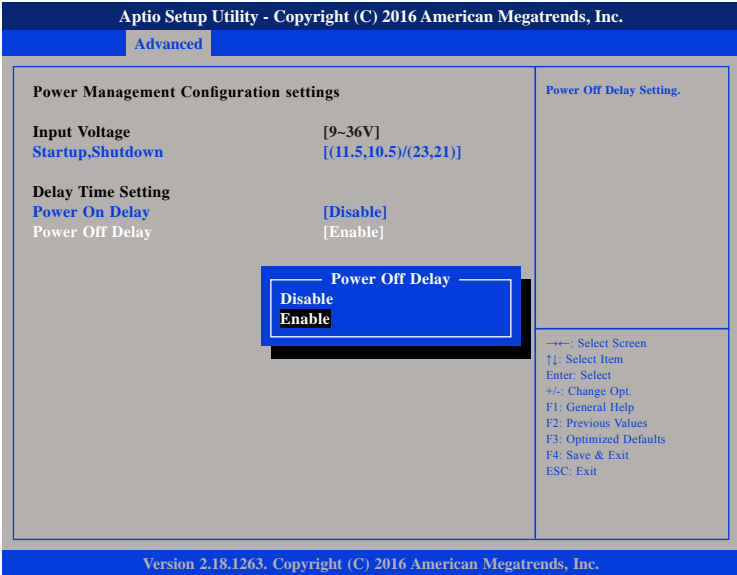 Aptio Setup Utility - Copyright (C) 2016 American Megatrends, Inc.
Advanced
Power Management Configuration settings
Input Voltage [9~36V]
Startup,Shutdown [(11.5,10.5)/(23,21)]
Delay Time Setting
Power On Delay [Disable]
Power Off Delay [Enable]
Power Off Delay
Disable
Enable
Power Off Delay Setting.
→←: Select Screen
↑↓: Select Item
Enter: Select
+/-: Change Opt.
F1: General Help
F2: Previous Values
F3: Optimized Defaults
F4: Save & Exit
ESC: Exit
Version 2.18.1263. Copyright (C) 2016 American Megatrends, Inc.